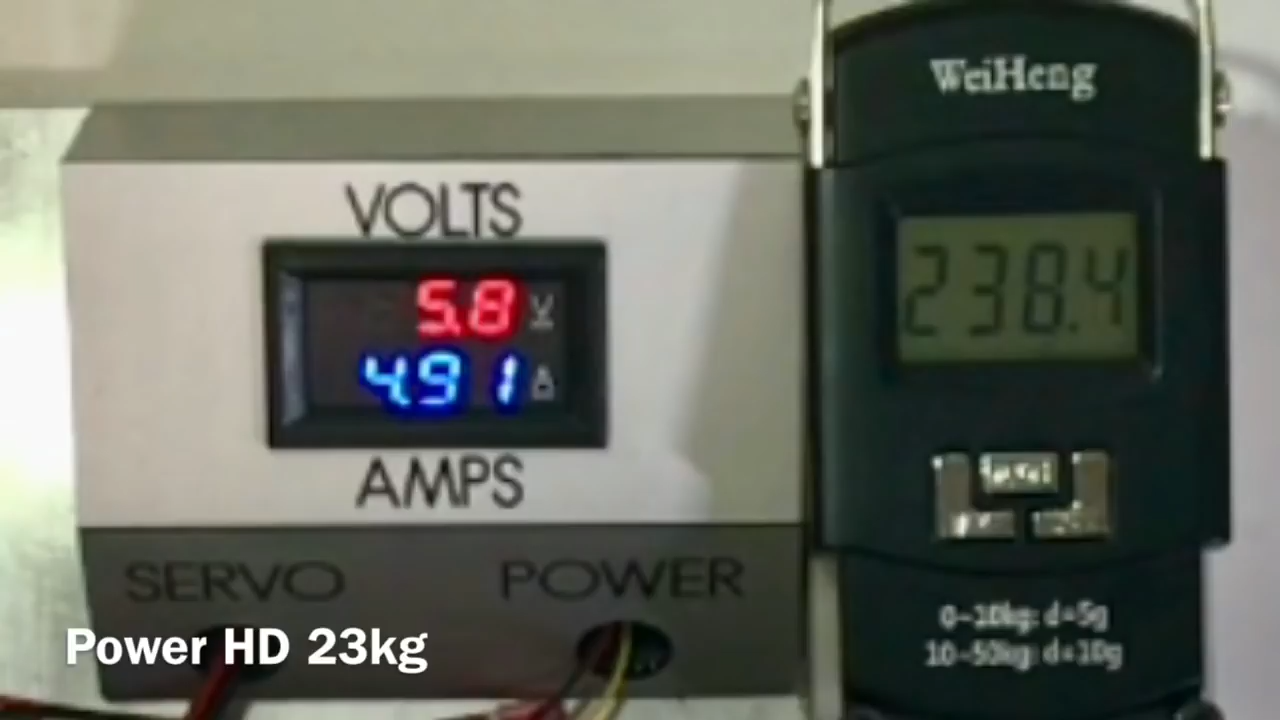 WeiHeng
VOLTS
5.8 V
4.91 A
AMPS
238.4
SERVO POWER
0-10kg: d=5g
10-50kg: d=10g
Power HD 23kg